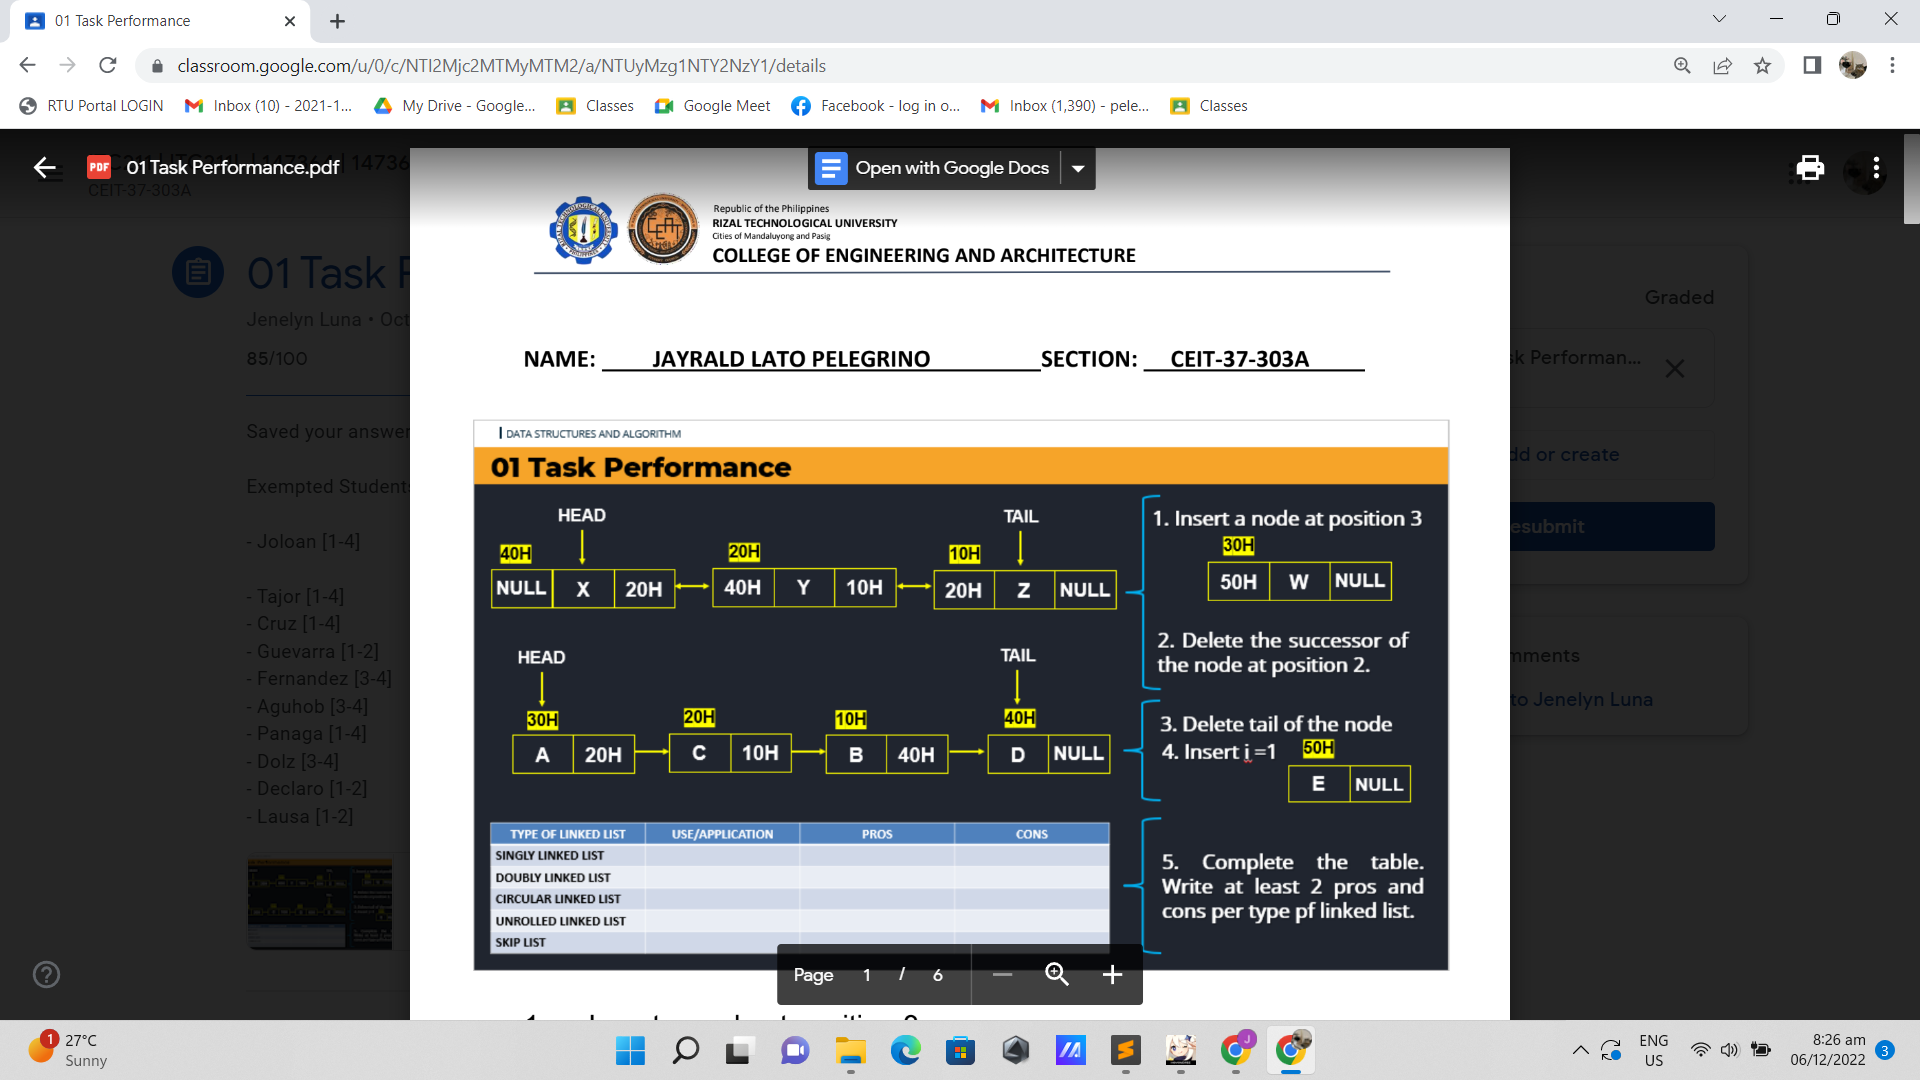 01 Task Performance
classroom.google.com/u/0/c/NTI2Mjc2MTMyMTM2/a/NTUyMzg1NTY2NzY1/details
RTU Portal LOGIN
Inbox (10) - 2021-1...
My Drive - Google...
Classes
Google Meet
Facebook - log in o...
Inbox (1,390) - pele...
Classes
PDF
01 Task Performance.pdf
CEIT-37-303A
Open with Google Docs
Republic of the Philippines
RIZAL TECHNOLOGICAL UNIVERSITY
Cities of Mandaluyong and Pasig
COLLEGE OF ENGINEERING AND ARCHITECTURE
01 Task
Jenelyn Luna • Oct
85/100
Graded
Saved your answer
Exempted Student
- Joloan [1-4]
- Tajor [1-4]
- Cruz [1-4]
- Guevarra [1-2]
- Fernandez [3-4]
- Aguhob [3-4]
- Panaga [1-4]
- Dolz [3-4]
- Declaro [1-2]
- Lausa [1-2]
sk Performan...
dd or create
esubmit
mments
to Jenelyn Luna
NAME: JAYRALD LATO PELEGRINO SECTION: CEIT-37-303A
DATA STRUCTURES AND ALGORITHM
01 Task Performance
HEAD
TAIL
40H
20H
10H
NULL X 20H
40H Y 10H
20H Z NULL
1. Insert a node at position 3
30H
50H W NULL
2. Delete the successor of
the node at position 2.
HEAD
TAIL
30H
20H
10H
40H
A 20H
C 10H
B 40H
D NULL
3. Delete tail of the node
4. Insert i =1 50H
E NULL
TYPE OF LINKED LIST USE/APPLICATION PROS CONS
SINGLY LINKED LIST
DOUBLY LINKED LIST
CIRCULAR LINKED LIST
UNROLLED LINKED LIST
SKIP LIST
5. Complete the table.
Write at least 2 pros and
cons per type pf linked list.
Page 1 / 6
1
27°C
Sunny
J
ENG
US
8:26 am
06/12/2022
3